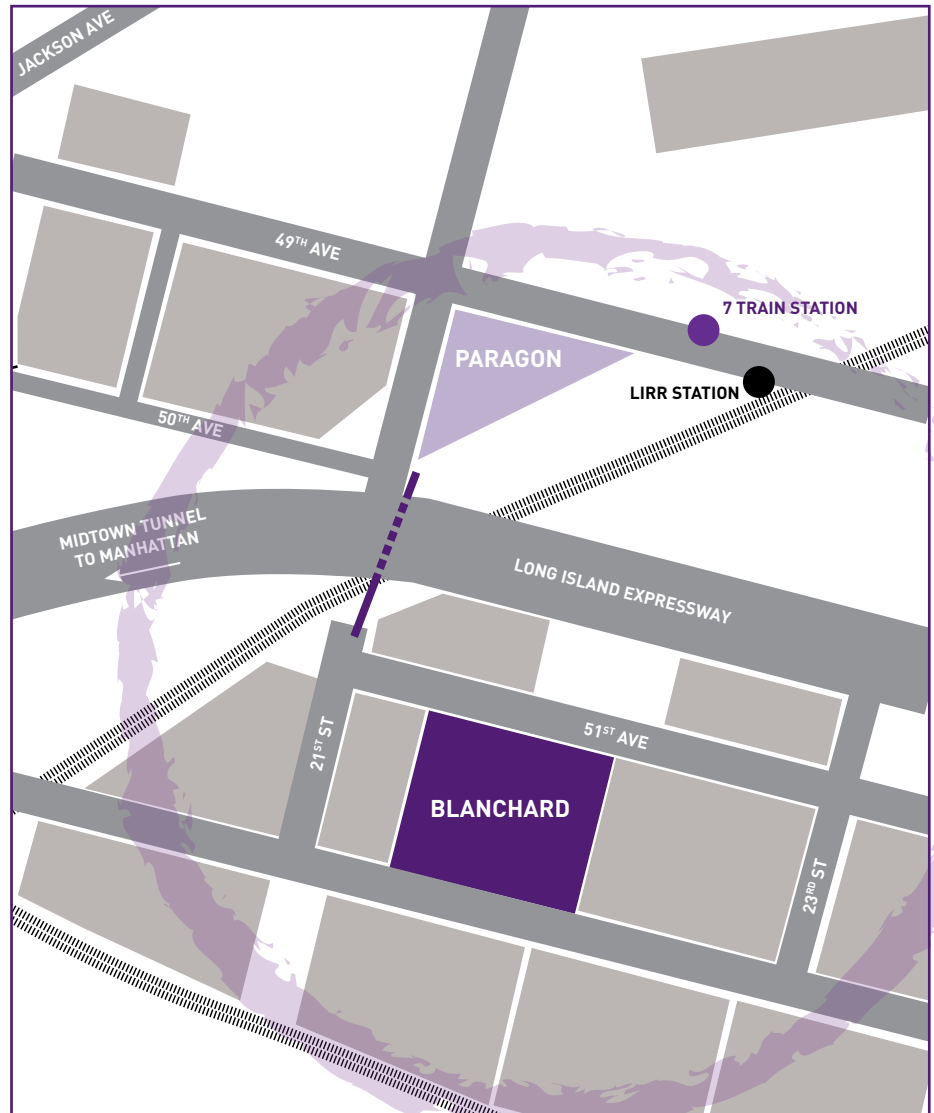 JACKSON AVE
49TH AVE
7 TRAIN STATION
PARAGON
LIRR STATION
50TH AVE
MIDTOWN TUNNEL
TO MANHATTAN
LONG ISLAND EXPRESSWAY
21ST ST
51ST AVE
BLANCHARD
23RD ST